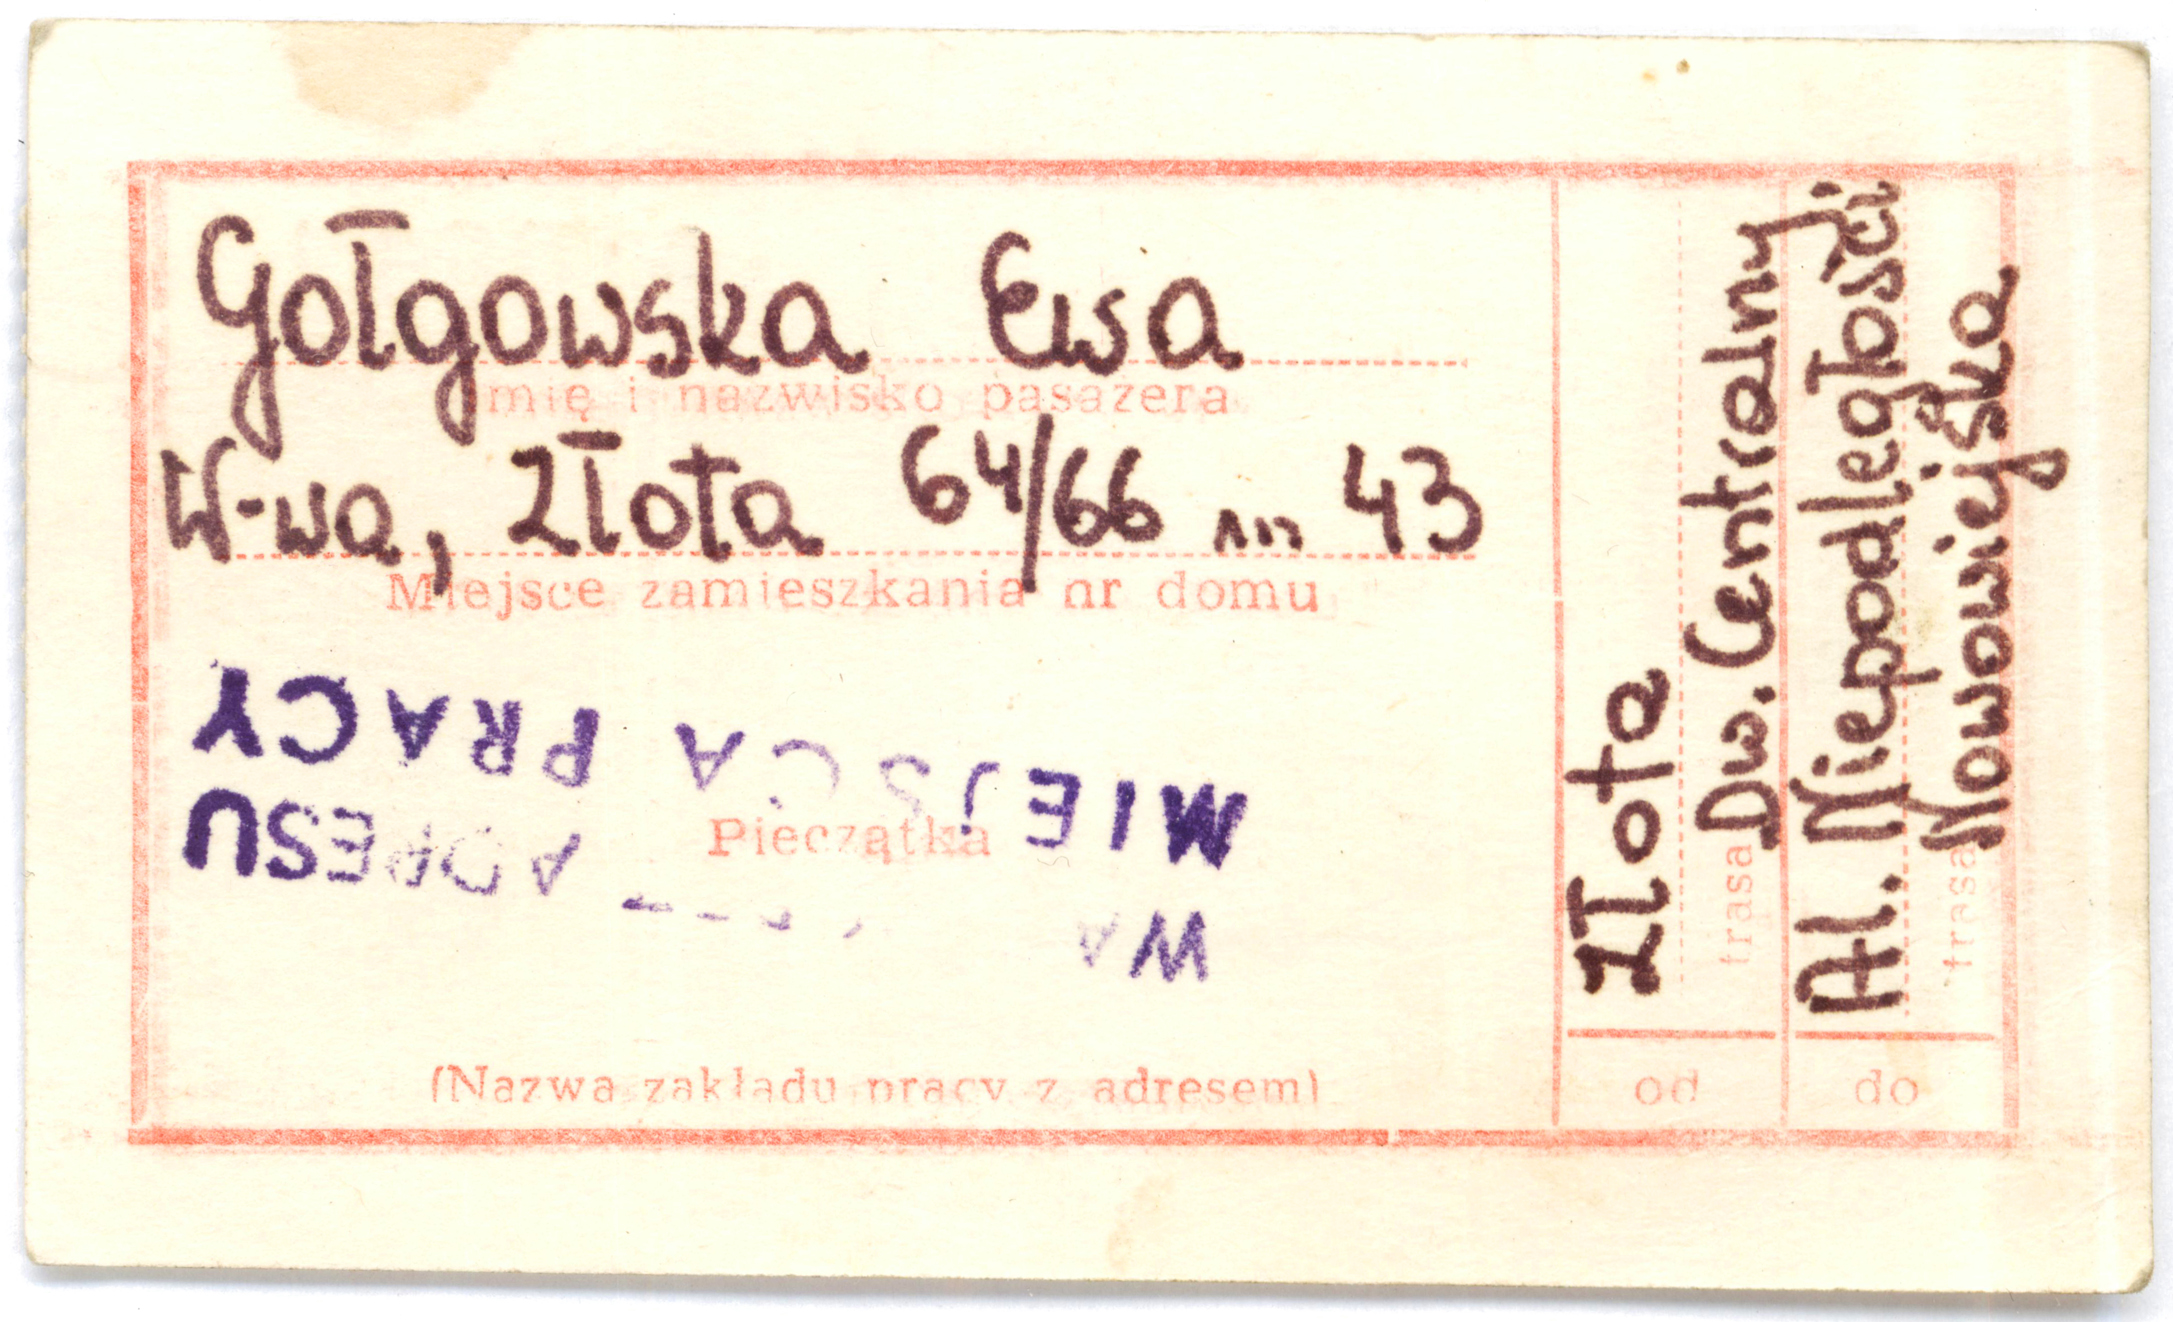 Gołgowska Ewa
Imię i nazwisko pasażera
W-wa, Złota 64/66 m 43
Miejsce zamieszkania nr domu
WA ADRESU
MIEJSCA PRACY
Pieczątka
(Nazwa zakładu pracy z adresem)
Złota
Dw. Centralny
trasa
od
Al. Niepodległości
Nowowiejska
trasa
do